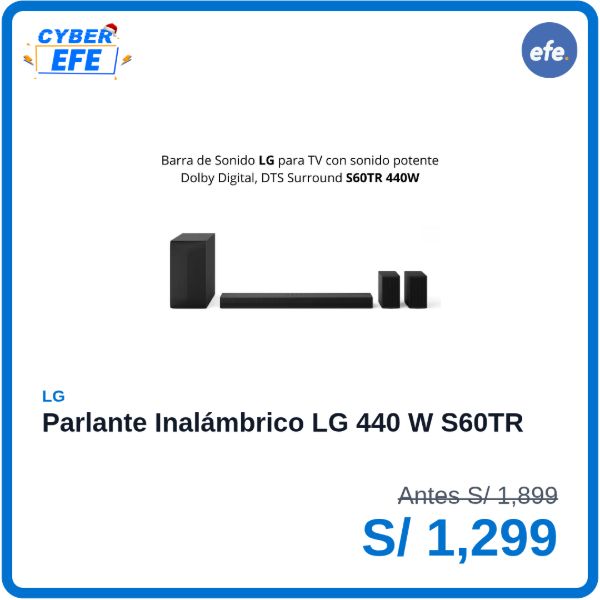 CYBER
EFE
efe.
Barra de Sonido LG para TV con sonido potente
Dolby Digital, DTS Surround S60TR 440W
LG
Parlante Inalámbrico LG 440 W S60TR
Antes S/ 1,899
S/ 1,299